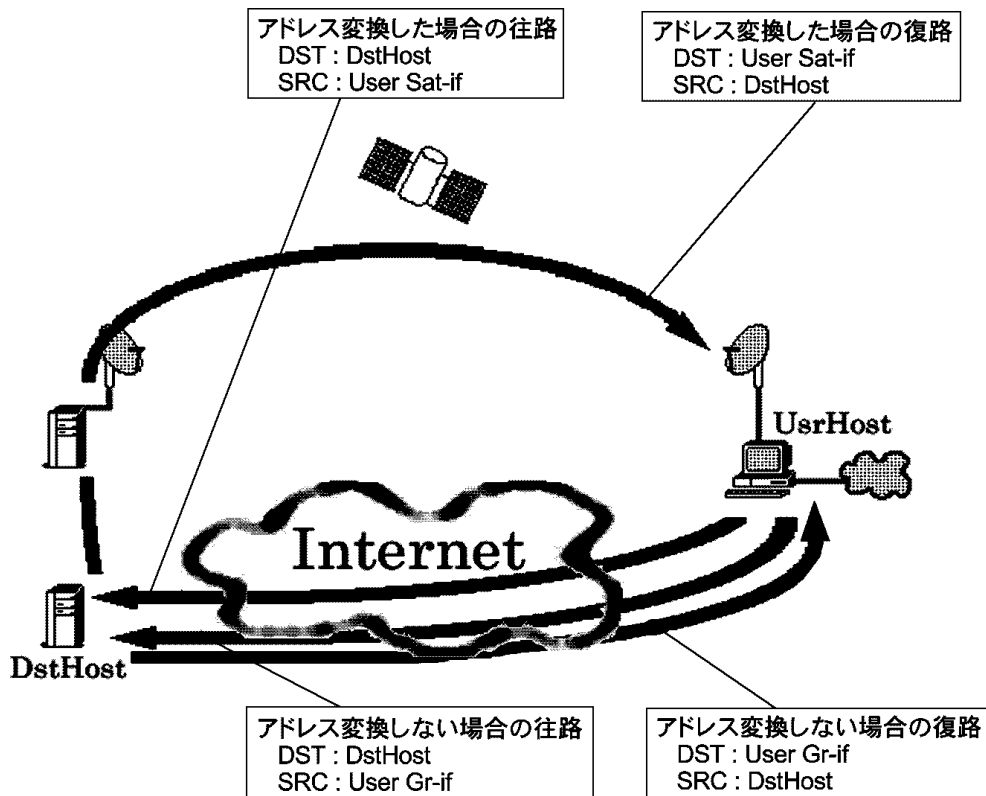 アドレス変換した場合の往路
DST : DstHost
SRC : User Sat-if
アドレス変換した場合の復路
DST : User Sat-if
SRC : DstHost
UsrHost
Internet
DstHost
アドレス変換しない場合の往路
DST : DstHost
SRC : User Gr-if
アドレス変換しない場合の復路
DST : User Gr-if
SRC : DstHost